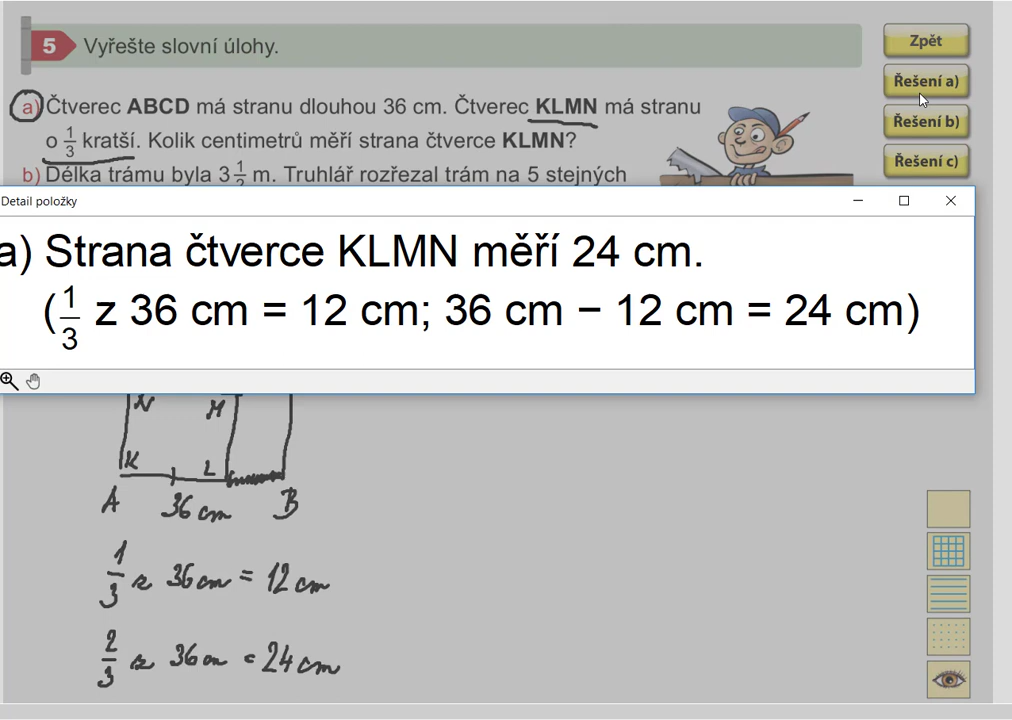 5 Vyřešte slovní úlohy.
Zpět
Řešení a)
Řešení b)
Řešení c)
a) Čtverec ABCD má stranu dlouhou 36 cm. Čtverec KLMN má stranu
o 1/3 kratší. Kolik centimetrů měří strana čtverce KLMN?
b) Délka trámu byla 3 1/2 m. Truhlář rozřezal trám na 5 stejných
Detail položky
a) Strana čtverce KLMN měří 24 cm.
(1/3 z 36 cm = 12 cm; 36 cm − 12 cm = 24 cm)
N M
K L
A 36 cm B
1/3 z 36 cm = 12 cm
2/3 z 36 cm = 24 cm